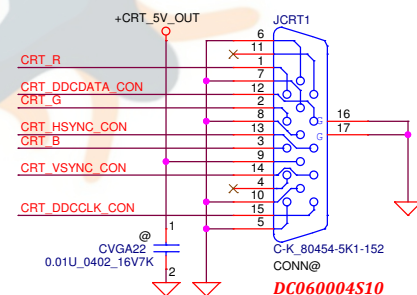 +CRT_5V_OUT
JCRT1
6
11
CRT_R
1
7
CRT_DDCDATA_CON
12
CRT_G
2
8
G
16
CRT_HSYNC_CON
13
G
17
CRT_B
3
9
CRT_VSYNC_CON
14
4
10
CRT_DDCCLK_CON
15
5
1
@
CVGA22
0.01U_0402_16V7K
2
C-K_80454-5K1-152
CONN@
DC060004S10